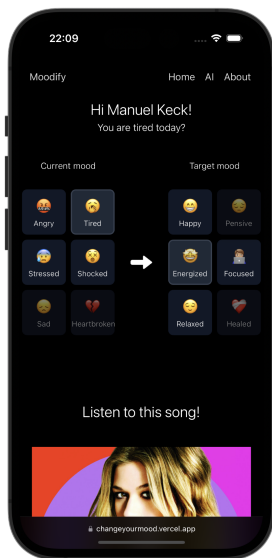 22:09
Moodify Home AI About
Hi Manuel Keck!
You are tired today?
Current mood Target mood
Angry Tired Happy Pensive
Stressed Shocked Energized Focused
Sad Heartbroken Relaxed Healed
Listen to this song!
changeyourmood.vercel.app